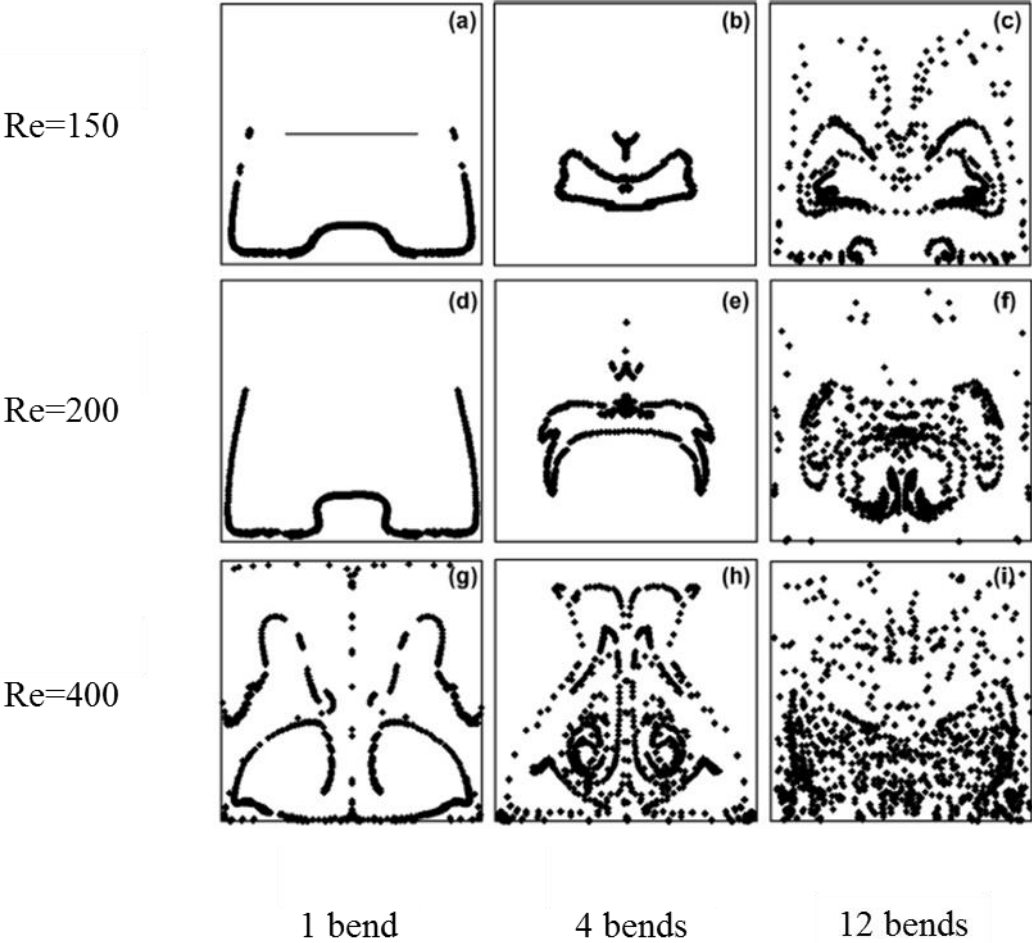 (a) (b) (c)
Re=150
(d) (e) (f)
Re=200
(g) (h) (i)
Re=400
1 bend 4 bends 12 bends